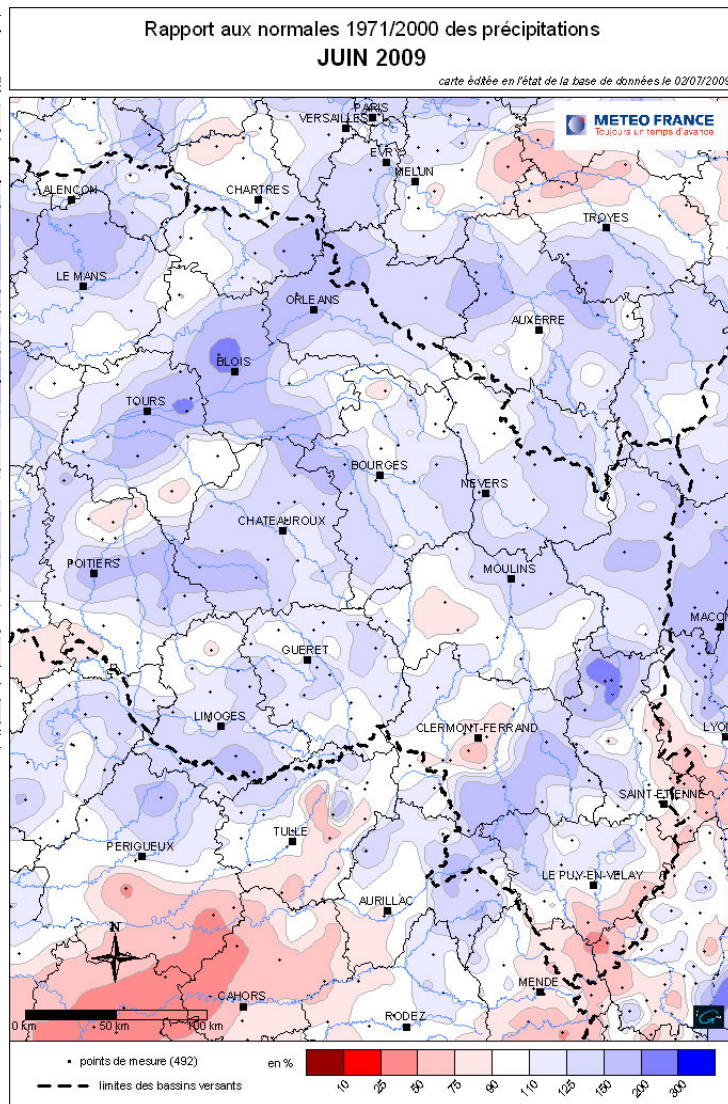 Rapport aux normales 1971/2000 des précipitations
JUIN 2009
carte éditée en l'état de la base de données le 02/07/2009
METEO FRANCE
Toujours un temps d'avance
PARIS
VERSAILLES
EVRY
MELUN
ALENÇON
CHARTRES
TROYES
LE MANS
ORLEANS
AUXERRE
BLOIS
TOURS
BOURGES
NEVERS
CHATEAUROUX
POITIERS
MOULINS
MACON
GUERET
LIMOGES
CLERMONT-FERRAND
LYON
SAINT-ETIENNE
TULLE
PERIGUEUX
LE PUY-EN-VELAY
AURILLAC
N
MENDE
CAHORS
RODEZ
0 km 50 km 100 km
points de mesure (492)
limites des bassins versants
en %
10 25 50 75 90 110 125 150 200 300